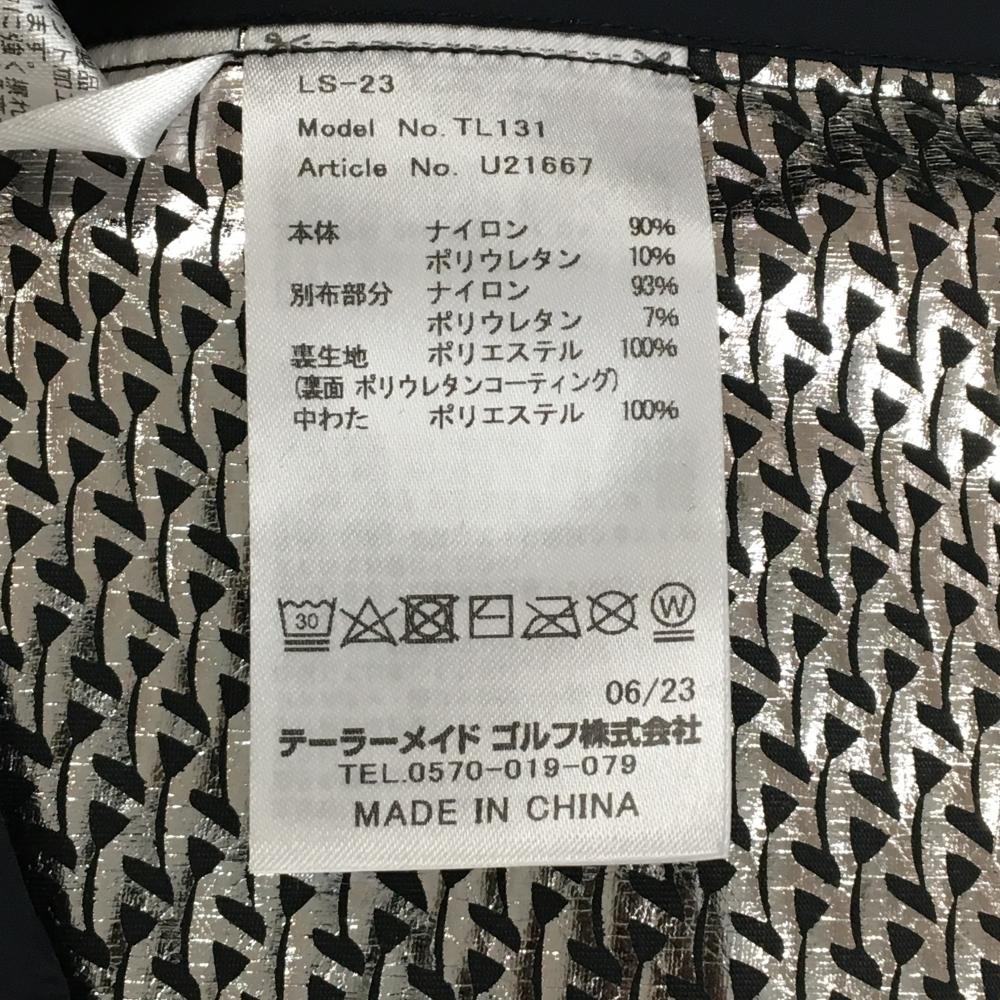 LS-23
Model No. TL131
Article No. U21667
本体 ナイロン 90%
ポリウレタン 10%
別布部分 ナイロン 93%
ポリウレタン 7%
裏生地 ポリエステル 100%
(裏面 ポリウレタンコーティング)
中わた ポリエステル 100%
30
W
06/23
テーラーメイド ゴルフ株式会社
TEL.0570-019-079
MADE IN CHINA